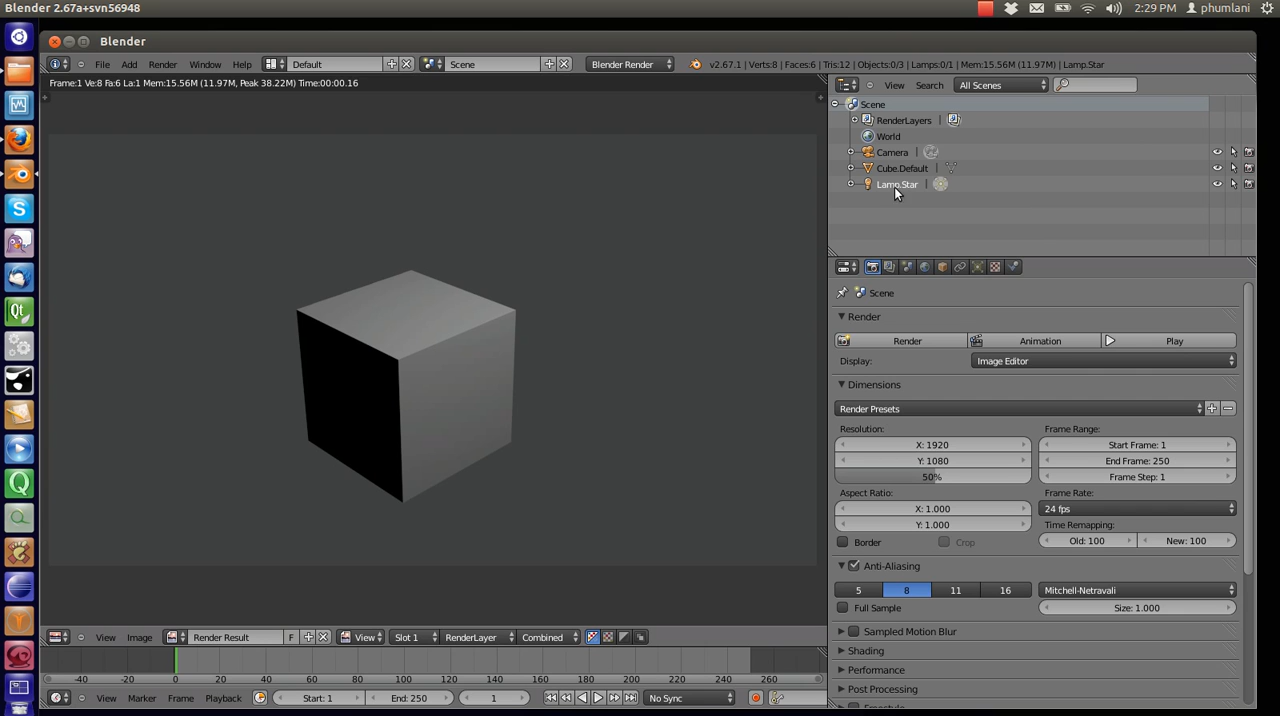 Blender 2.67a+svn56948
2:29 PM phumlani
Blender
File Add Render Window Help Default Scene Blender Render v2.67.1 | Verts:8 | Faces:6 | Tris:12 | Objects:0/3 | Lamps:0/1 | Mem:15.56M (11.97M) | Lamp.Star
Frame:1 Ve:8 Fa:6 La:1 Mem:15.56M (11.97M, Peak 38.22M) Time:00:00.16
View Search All Scenes
Scene
RenderLayers
World
Camera
Cube.Default
Lamp.Star
Scene
Render
Render Animation Play
Display: Image Editor
Dimensions
Render Presets
Resolution: Frame Range:
X: 1920 Start Frame: 1
Y: 1080 End Frame: 250
50% Frame Step: 1
Aspect Ratio: Frame Rate:
X: 1.000 24 fps
Y: 1.000 Time Remapping:
Border Crop Old: 100 New: 100
Anti-Aliasing
5 8 11 16 Mitchell-Netravali
Full Sample Size: 1.000
Sampled Motion Blur
Shading
Performance
Post Processing
View Image Render Result F View Slot 1 RenderLayer Combined
-40 -20 0 20 40 60 80 100 120 140 160 180 200 220 240 260
View Marker Frame Playback Start: 1 End: 250 1 No Sync